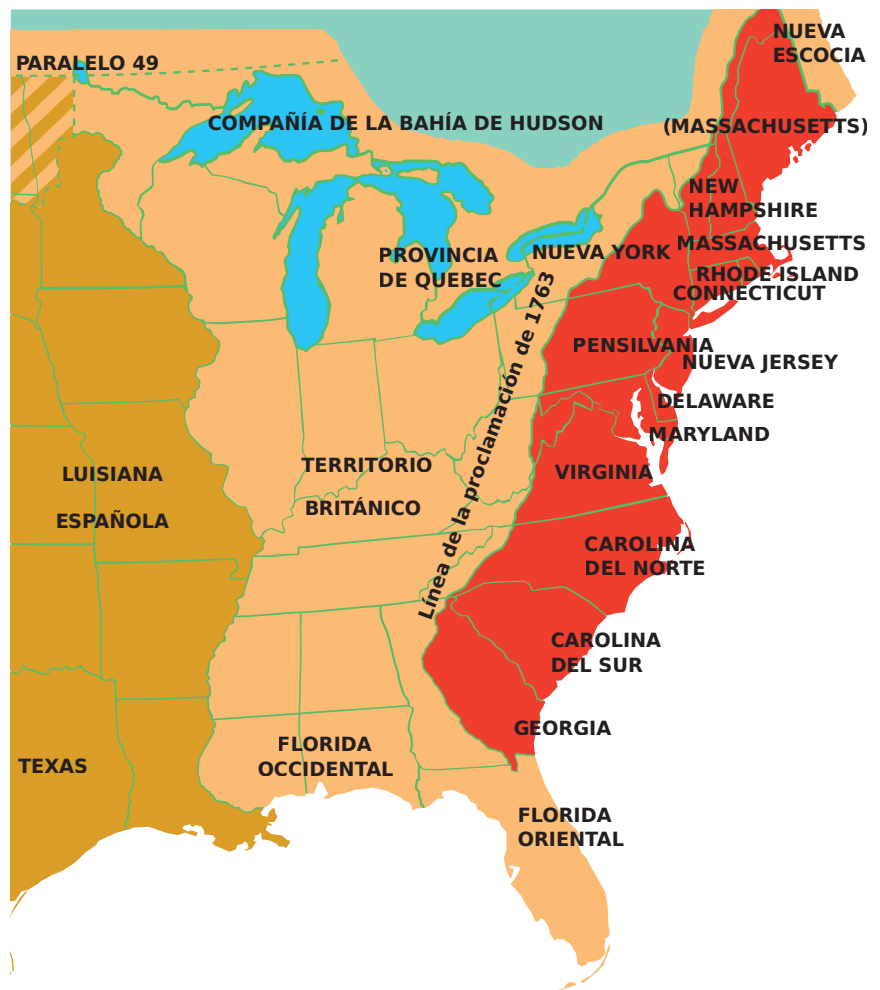 NUEVA
ESCOCIA
PARALELO 49
COMPAÑÍA DE LA BAHÍA DE HUDSON
(MASSACHUSETTS)
NEW
HAMPSHIRE
MASSACHUSETTS
PROVINCIA
DE QUEBEC
NUEVA YORK
RHODE ISLAND
CONNECTICUT
Línea de la proclamación de 1763
PENSILVANIA
NUEVA JERSEY
DELAWARE
MARYLAND
TERRITORIO
BRITÁNICO
VIRGINIA
LUISIANA
ESPAÑOLA
CAROLINA
DEL NORTE
CAROLINA
DEL SUR
GEORGIA
FLORIDA
OCCIDENTAL
TEXAS
FLORIDA
ORIENTAL